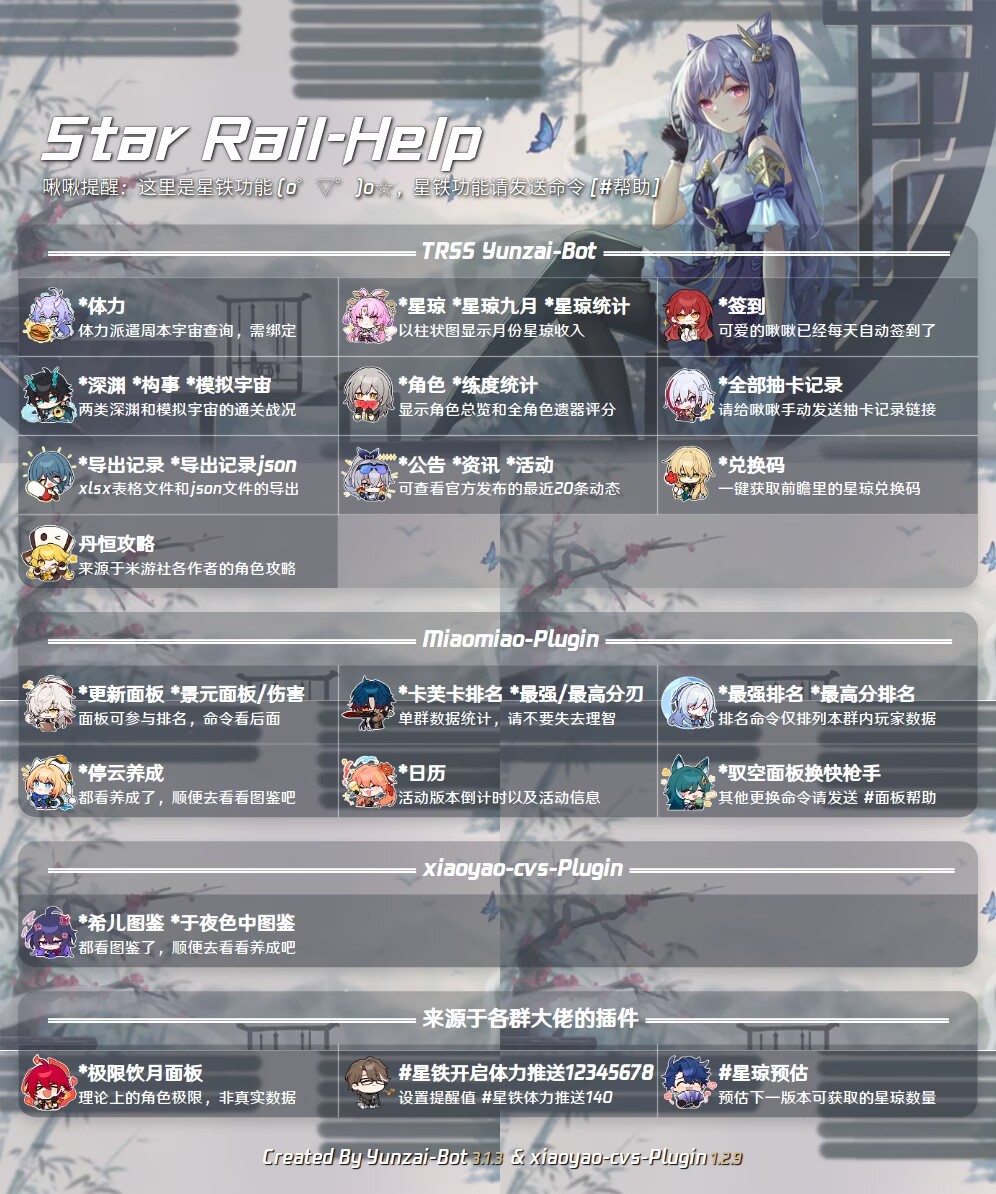 Star Rail-Help
啾啾提醒：这里是星铁功能 (o゜▽゜)o☆，星铁功能请发送命令 [#帮助]
TRSS Yunzai-Bot
*体力
体力派遣周本宇宙查询，需绑定
*星琼 *星琼九月 *星琼统计
以柱状图显示月份星琼收入
*签到
可爱的啾啾已经每天自动签到了
*深渊 *构事 *模拟宇宙
两类深渊和模拟宇宙的通关战况
*角色 *练度统计
显示角色总览和全角色遗器评分
*全部抽卡记录
请给啾啾手动发送抽卡记录链接
*导出记录 *导出记录json
xlsx表格文件和json文件的导出
*公告 *资讯 *活动
可查看官方发布的最近20条动态
*兑换码
一键获取前瞻里的星琼兑换码
丹恒攻略
来源于米游社各作者的角色攻略
Miaomiao-Plugin
*更新面板 *景元面板/伤害
面板可参与排名，命令看后面
*卡芙卡排名 *最强/最高分刃
单群数据统计，请不要失去理智
*最强排名 *最高分排名
排名命令仅排列本群内玩家数据
*停云养成
都看养成了，顺便去看看图鉴吧
*日历
活动版本倒计时以及活动信息
*驭空面板换快枪手
其他更换命令请发送 #面板帮助
xiaoyao-cvs-Plugin
*希儿图鉴 *于夜色中图鉴
都看图鉴了，顺便去看看养成吧
来源于各群大佬的插件
*极限饮月面板
理论上的角色极限，非真实数据
#星铁开启体力推送12345678
设置提醒值 #星铁体力推送140
#星琼预估
预估下一版本可获取的星琼数量
Created By Yunzai-Bot 3.1.3 & xiaoyao-cvs-Plugin 1.2.9